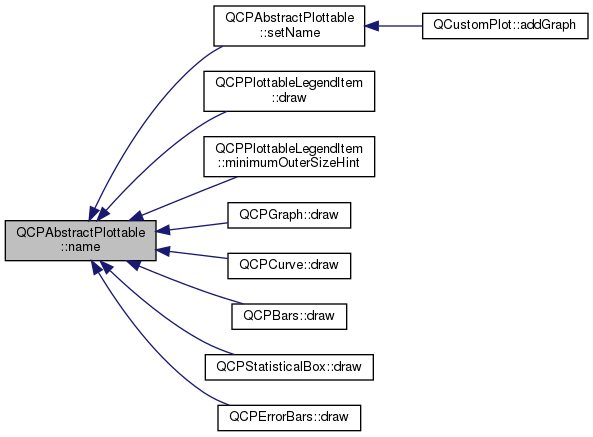 QCPAbstractPlottable
::setName
QCustomPlot::addGraph
QCPPlottableLegendItem
::draw
QCPPlottableLegendItem
::minimumOuterSizeHint
QCPAbstractPlottable
::name
QCPGraph::draw
QCPCurve::draw
QCPBars::draw
QCPStatisticalBox::draw
QCPErrorBars::draw